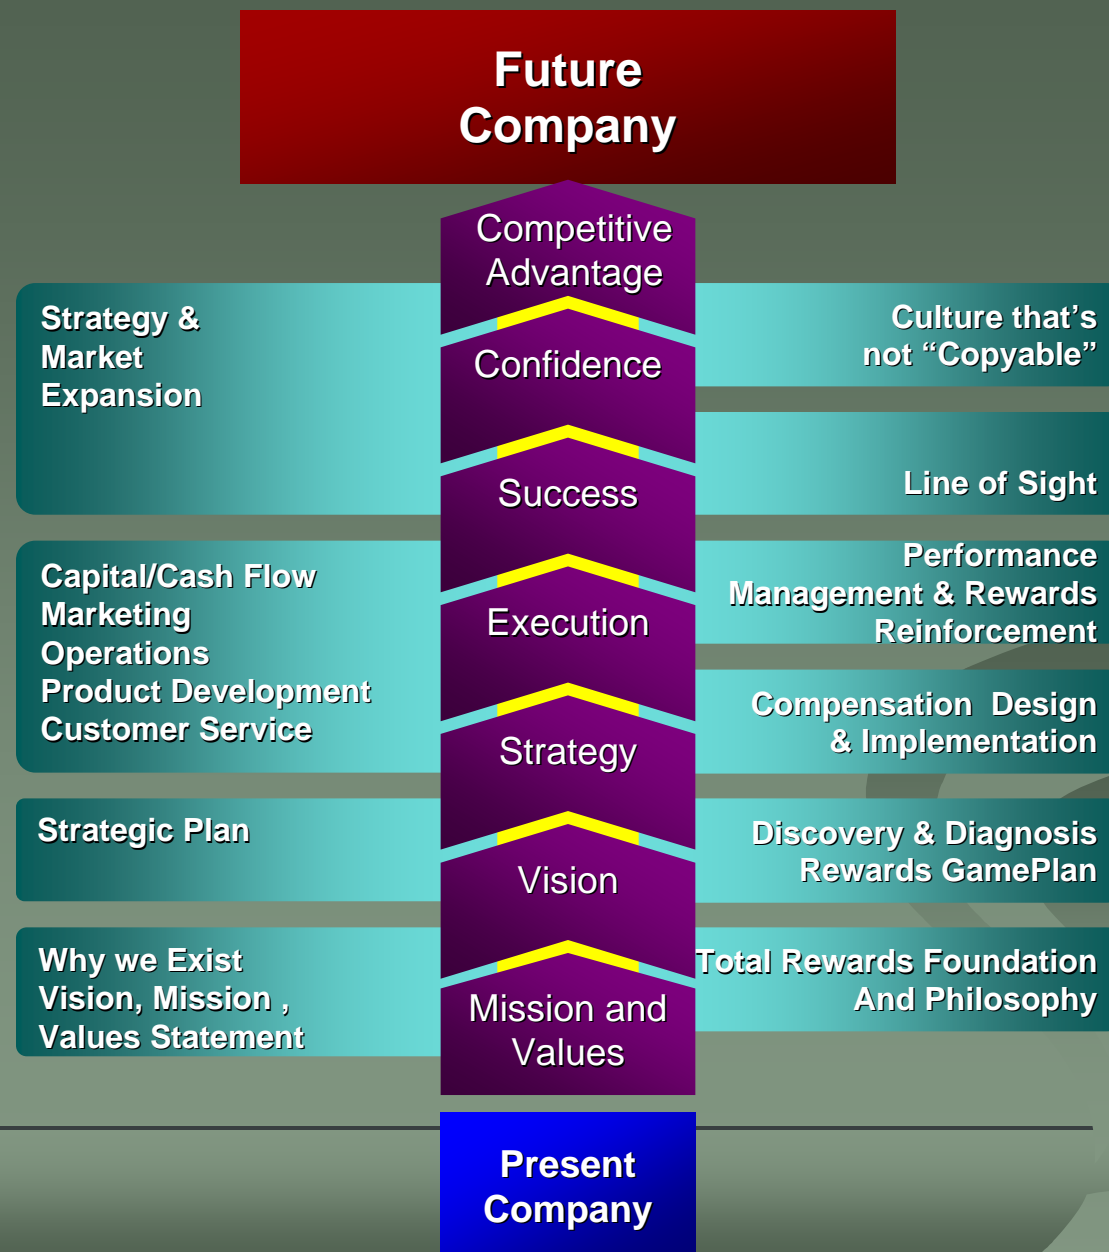 Future
Company
Competitive
Advantage
Strategy &
Market
Expansion
Culture that’s
not “Copyable”
Confidence
Success
Line of Sight
Capital/Cash Flow
Marketing
Operations
Product Development
Customer Service
Performance
Management & Rewards
Reinforcement
Execution
Compensation  Design
& Implementation
Strategy
Strategic Plan
Discovery & Diagnosis
Rewards GamePlan
Vision
Why we Exist
Vision, Mission ,
Values Statement
Total Rewards Foundation
And Philosophy
Mission and
Values
Present
Company